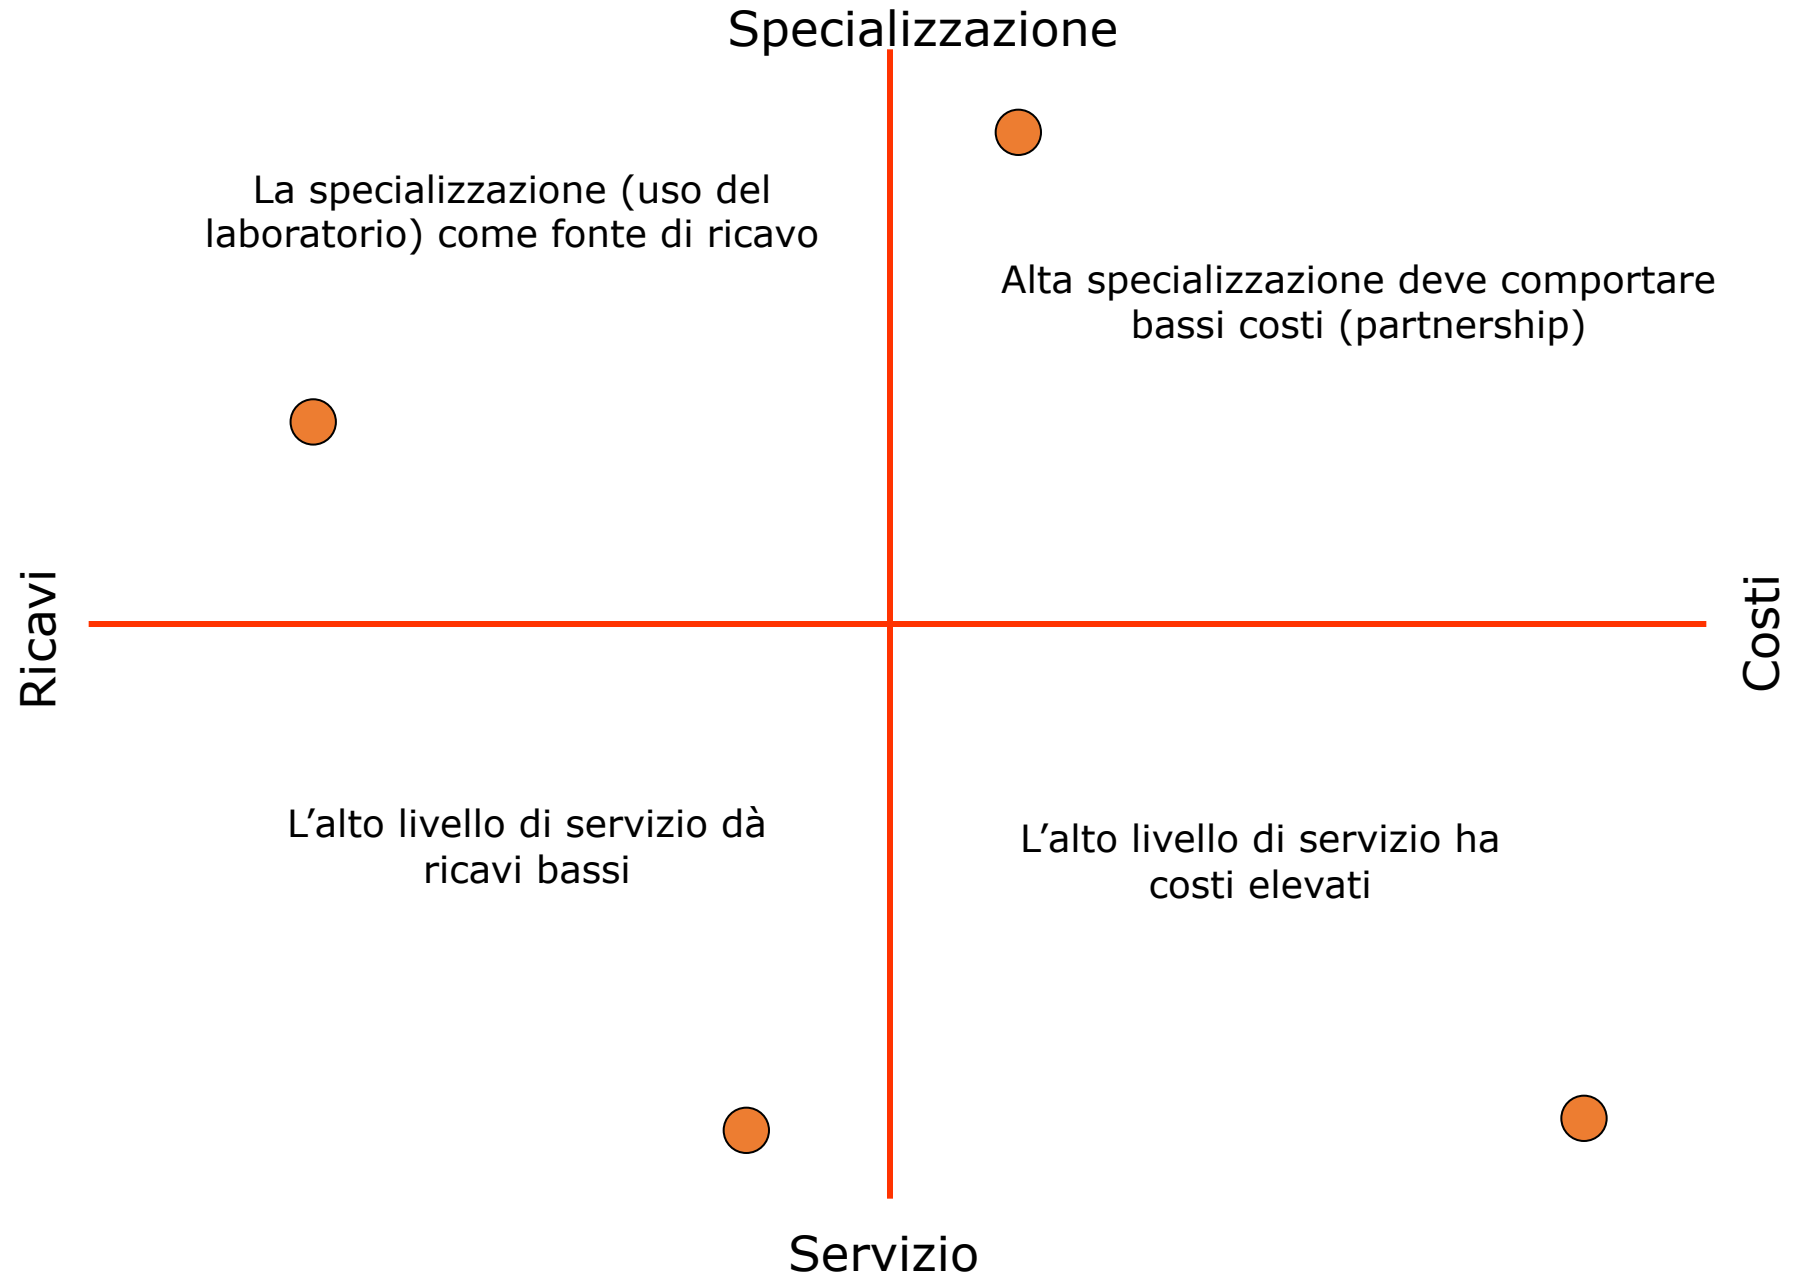 Specializzazione
La specializzazione (uso del
laboratorio) come fonte di ricavo
Alta specializzazione deve comportare
bassi costi (partnership)
Ricavi
Costi
L’alto livello di servizio dà
ricavi bassi
L’alto livello di servizio ha
costi elevati
Servizio